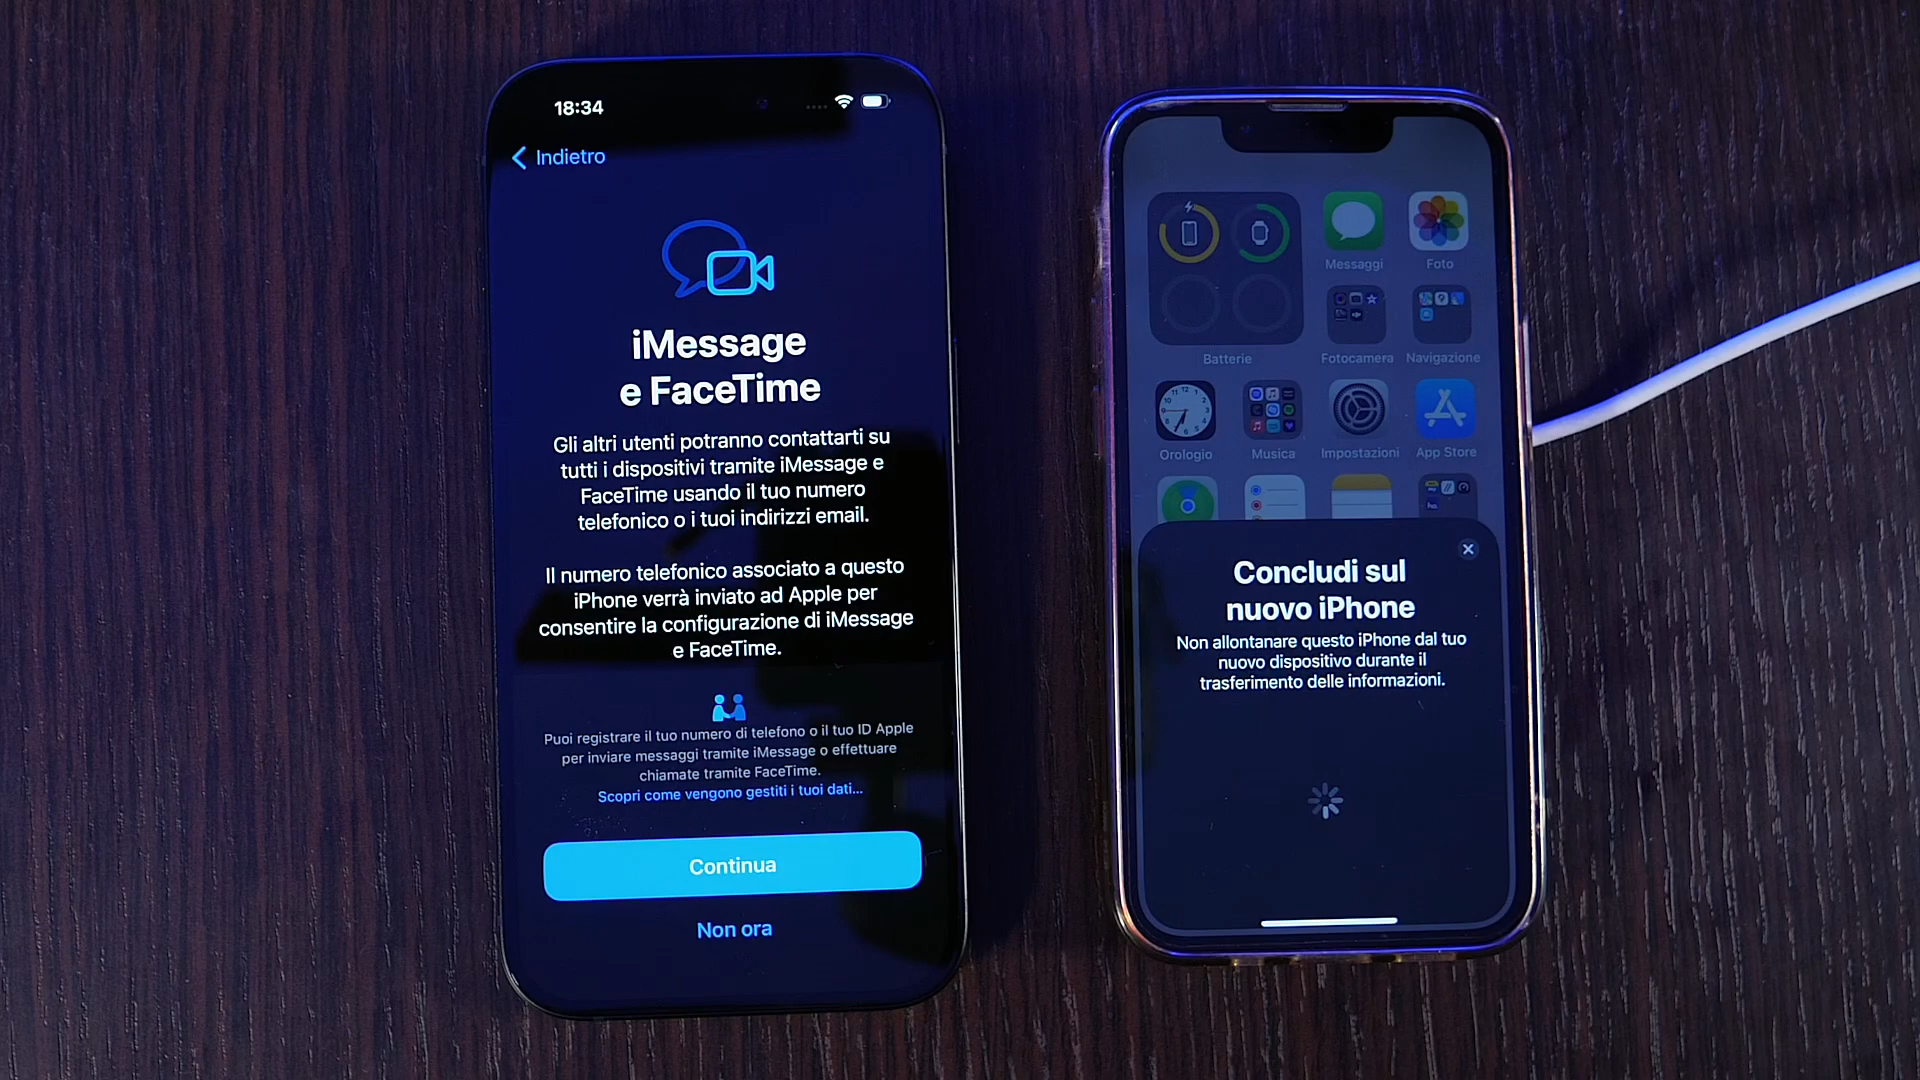 18:34
Indietro
iMessage
e FaceTime
Gli altri utenti potranno contattarti su
tutti i dispositivi tramite iMessage e
FaceTime usando il tuo numero
telefonico o i tuoi indirizzi email.
Il numero telefonico associato a questo
iPhone verrà inviato ad Apple per
consentire la configurazione di iMessage
e FaceTime.
Puoi registrare il tuo numero di telefono o il tuo ID Apple
per inviare messaggi tramite iMessage o effettuare
chiamate tramite FaceTime.
Scopri come vengono gestiti i tuoi dati...
Continua
Non ora
Messaggi
Foto
Batterie
Fotocamera
Navigazione
Orologio
Musica
Impostazioni
App Store
Concludi sul
nuovo iPhone
Non allontanare questo iPhone dal tuo
nuovo dispositivo durante il
trasferimento delle informazioni.